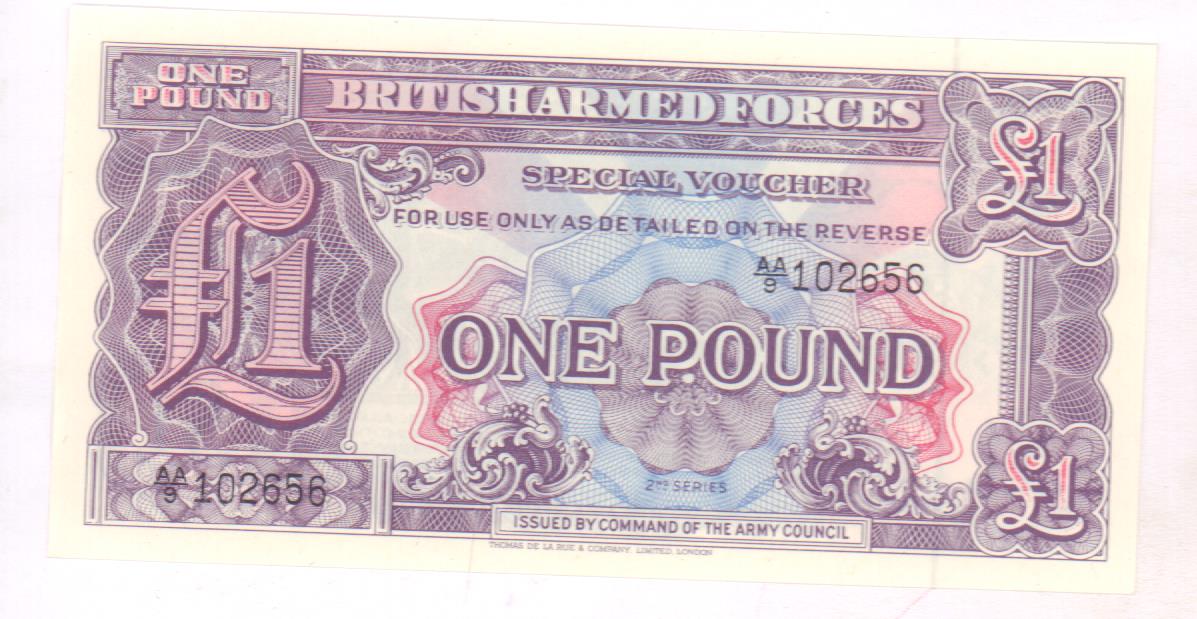 ONE
POUND
BRITISH ARMED FORCES
£1
SPECIAL VOUCHER
FOR USE ONLY AS DETAILED ON THE REVERSE
AA/9 102656
£1
ONE POUND
AA/9 102656
2ND SERIES
£1
ISSUED BY COMMAND OF THE ARMY COUNCIL
THOMAS DE LA RUE & COMPANY, LIMITED, LONDON